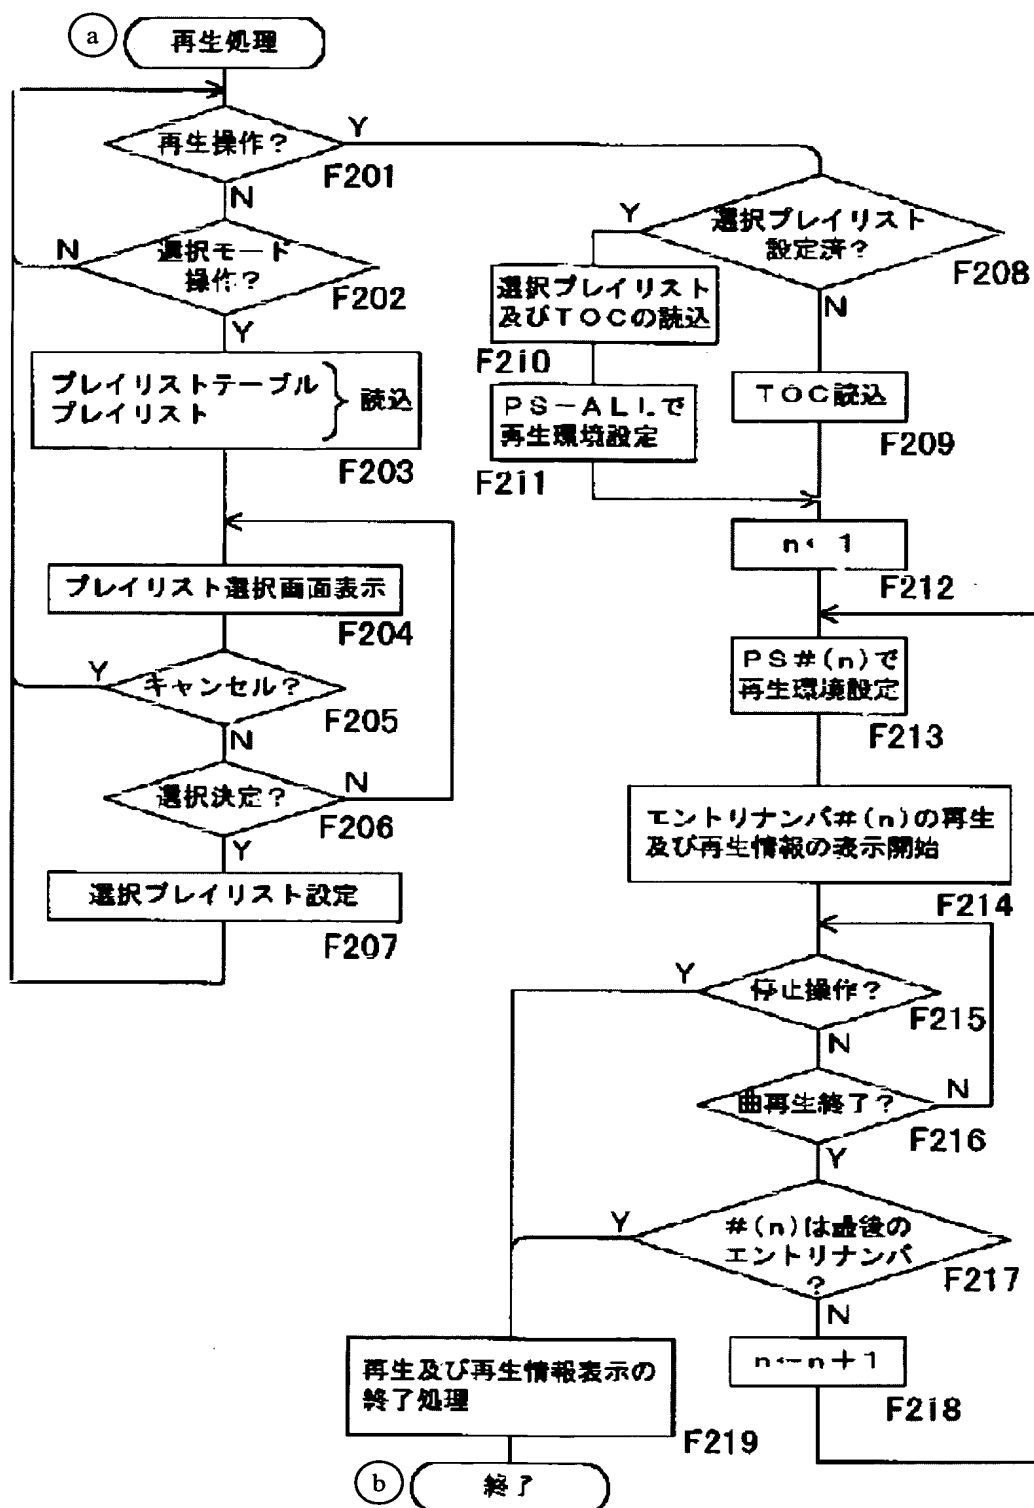 a
再生処理
再生操作?
Y
F201
N
選択モード
操作?
N
F202
Y
プレイリストテーブル
プレイリスト
読込
F203
プレイリスト選択画面表示
F204
Y
キャンセル?
F205
N
選択決定?
N
F206
Y
選択プレイリスト設定
F207
Y
選択プレイリスト
設定済?
F208
N
選択プレイリスト
及びTOCの読込
F210
PS-ALLで
再生環境設定
F211
TOC読込
F209
n←1
F212
PS#(n)で
再生環境設定
F213
エントリナンバ#(n)の再生
及び再生情報の表示開始
F214
Y
停止操作?
F215
N
曲再生終了?
N
F216
Y
Y
#(n)は最後の
エントリナンバ
?
F217
N
n←n+1
F218
再生及び再生情報表示の
終了処理
F219
b
終了